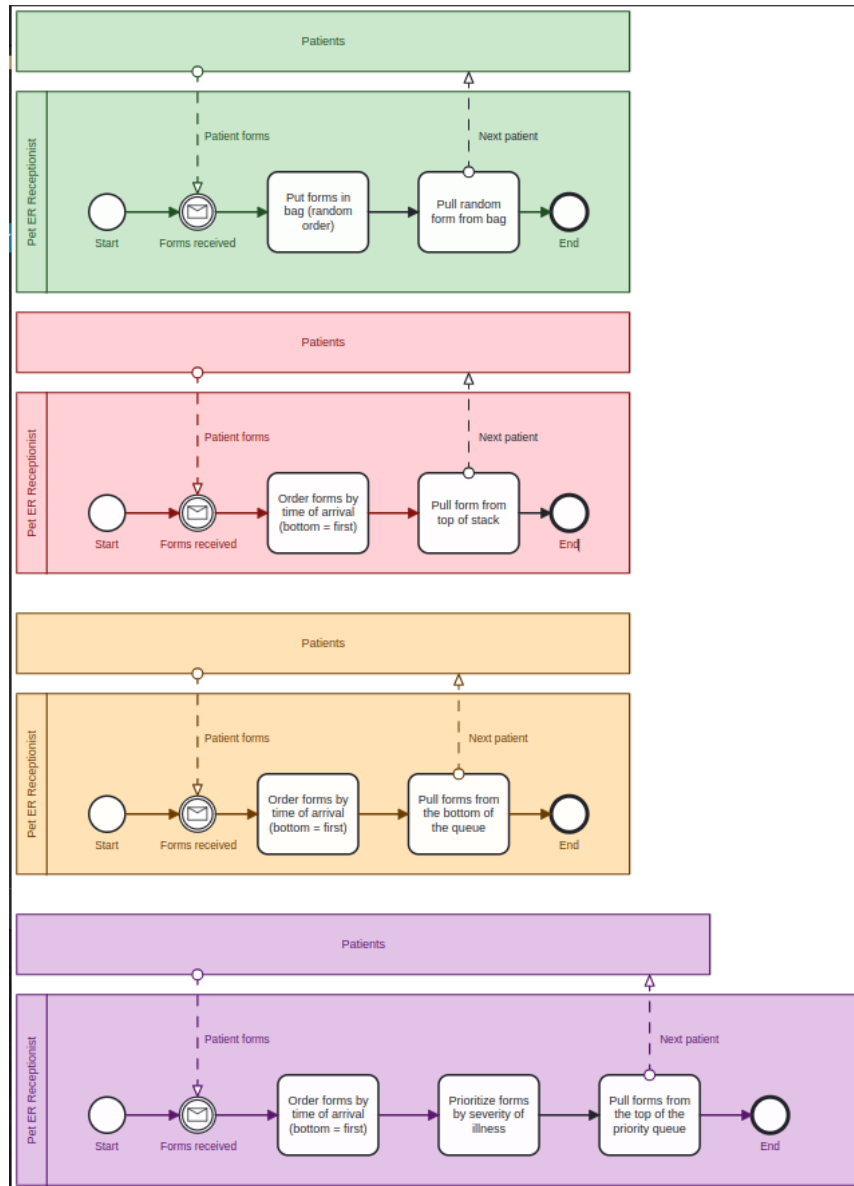 Patients
Patient forms
Next patient
Pet ER Receptionist
Put forms in
bag (random
order)
Pull random
form from bag
Start
Forms received
End
Patients
Patient forms
Next patient
Pet ER Receptionist
Order forms by
time of arrival
(bottom = first)
Pull form from
top of stack
Start
Forms received
End
Patients
Patient forms
Next patient
Pet ER Receptionist
Order forms by
time of arrival
(bottom = first)
Pull forms from
the bottom of
the queue
Start
Forms received
End
Patients
Patient forms
Next patient
Pet ER Receptionist
Order forms by
time of arrival
(bottom = first)
Prioritize forms
by severity of
illness
Pull forms from
the top of the
priority queue
Start
Forms received
End